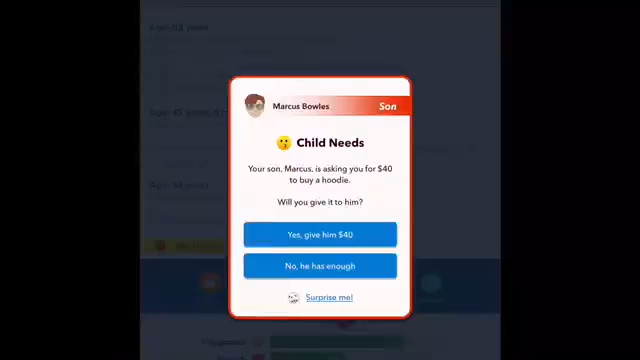 Marcus Bowles
Son
Child Needs
Your son, Marcus, is asking you for $40
to buy a hoodie.
Will you give it to him?
Yes, give him $40
No, he has enough
Surprise me!